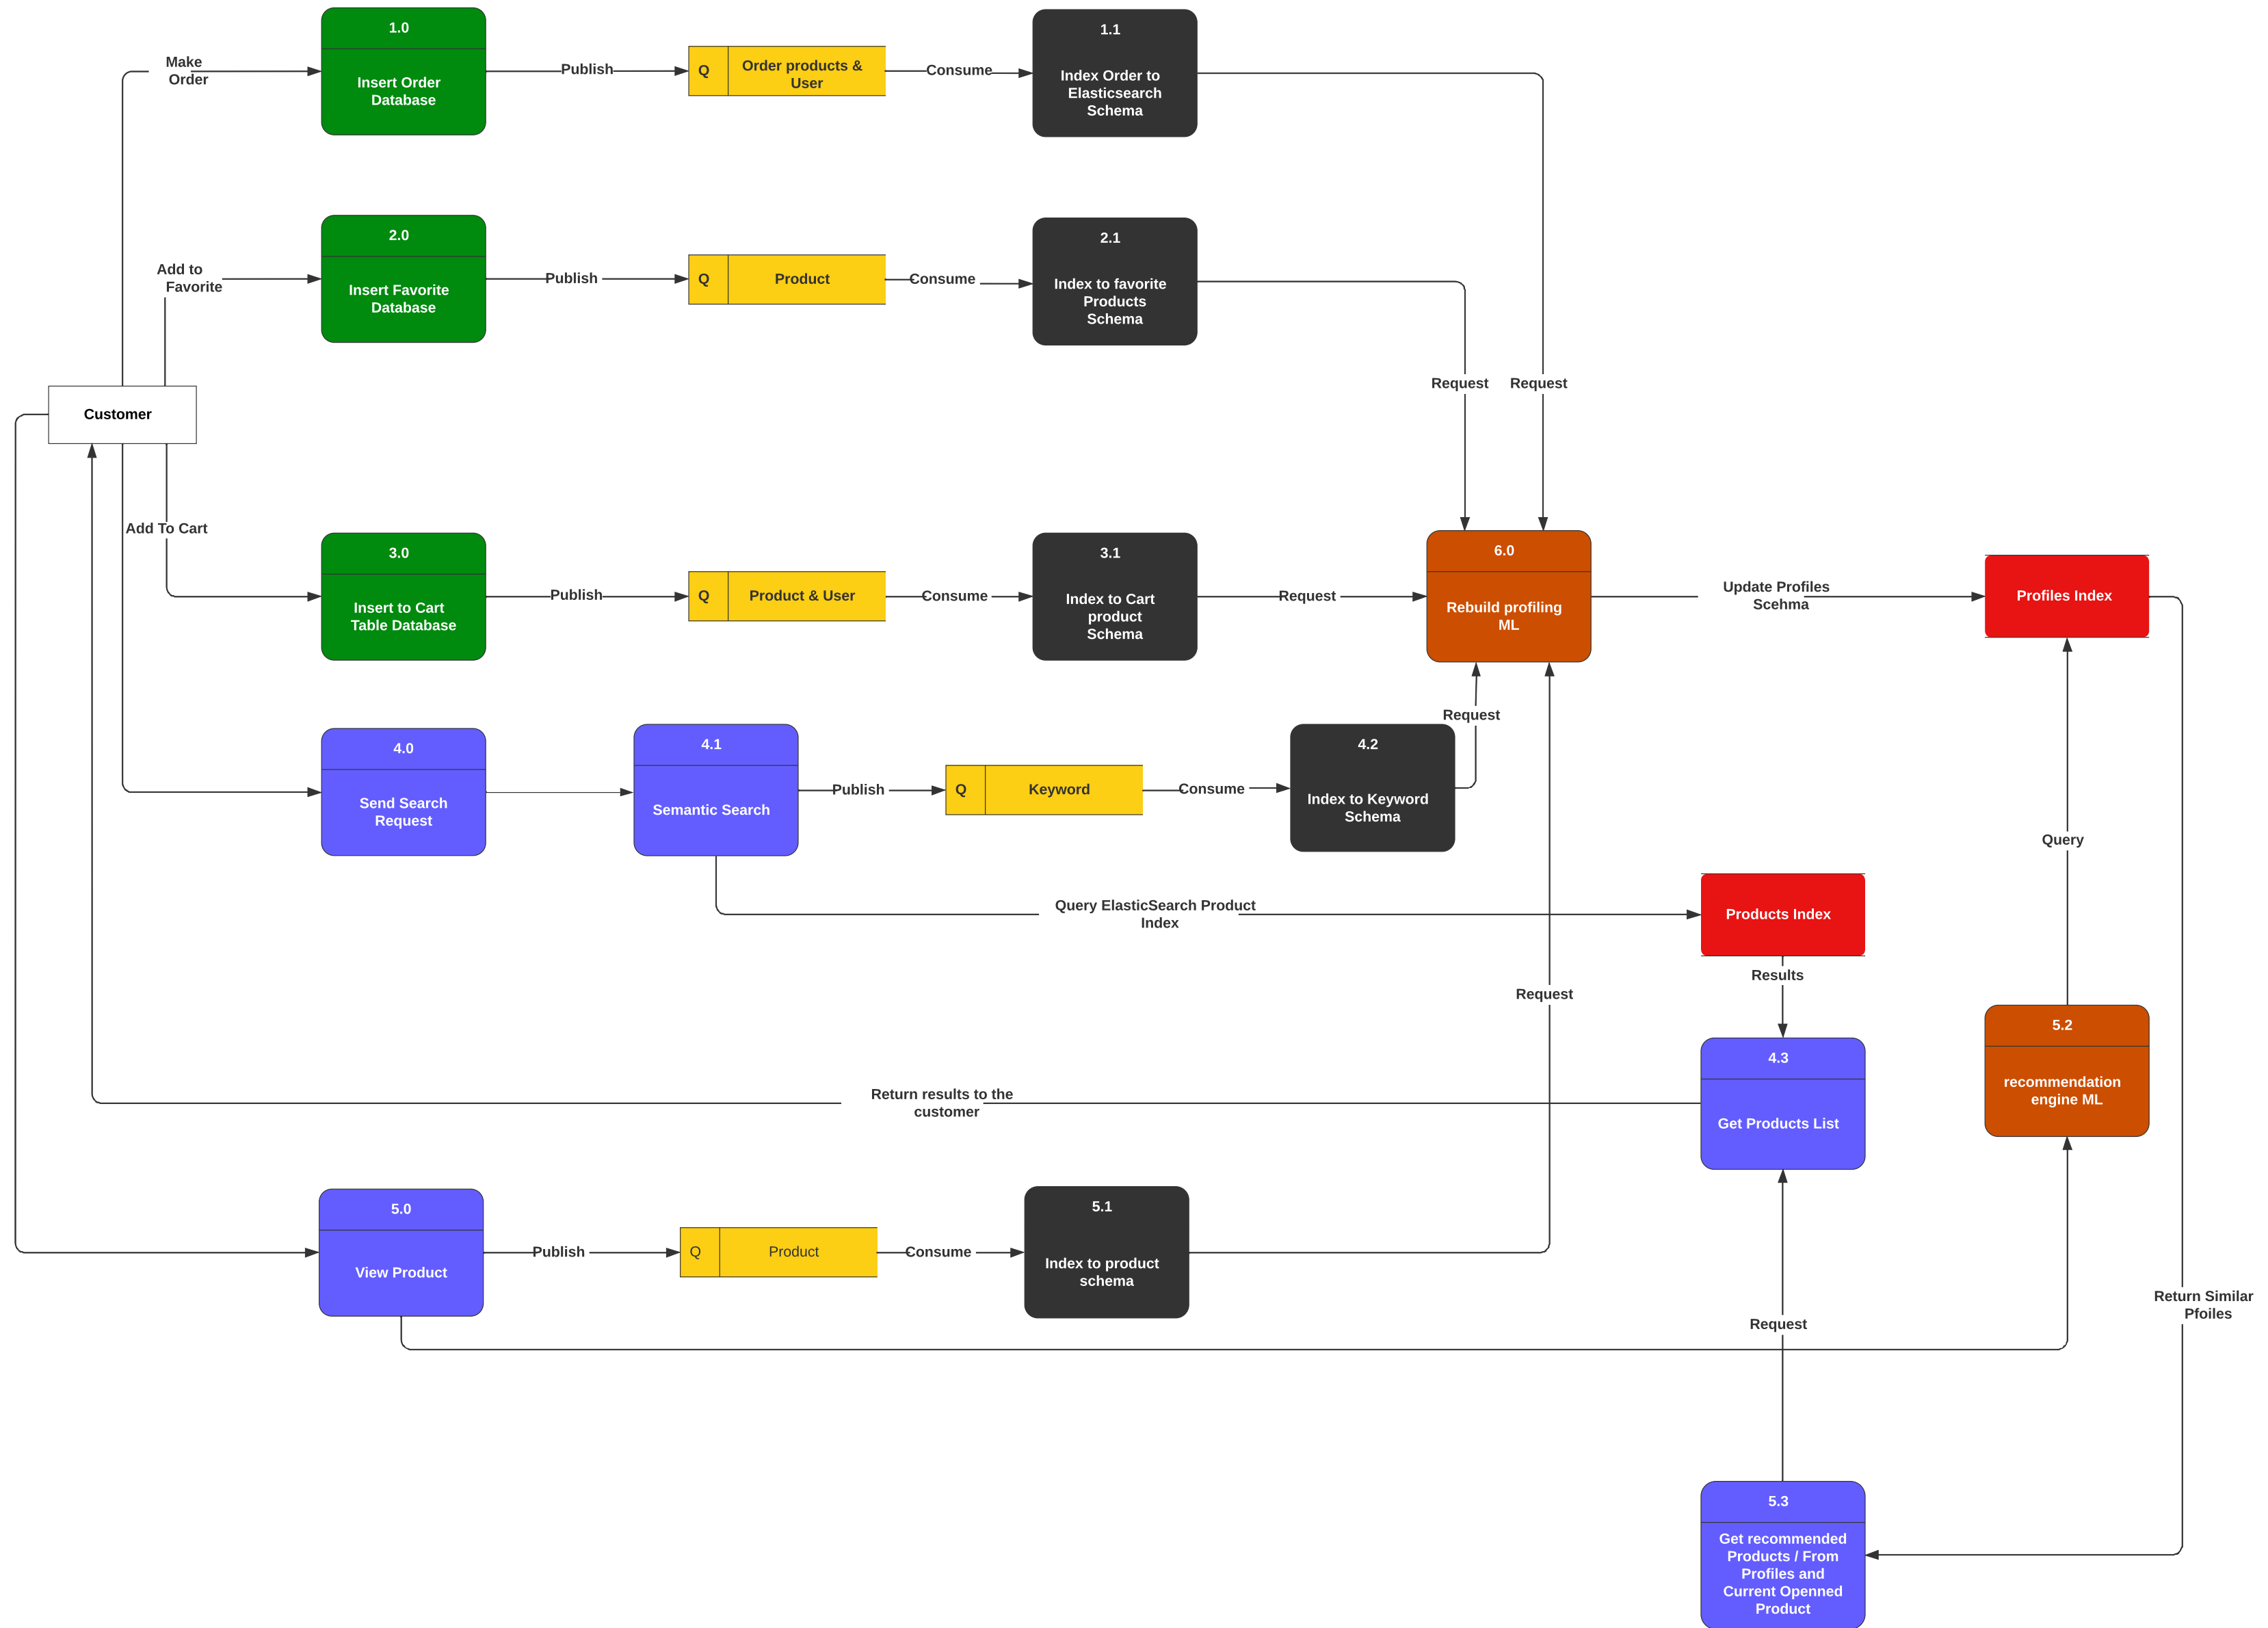 1.0
Insert Order
Database
Make
Order
Publish
Q
Order products &
User
Consume
1.1
Index Order to
Elasticsearch
Schema
Add to
Favorite
2.0
Insert Favorite
Database
Publish
Q
Product
Consume
2.1
Index to favorite
Products
Schema
Request
Request
Customer
Add To Cart
3.0
Insert to Cart
Table Database
Publish
Q
Product & User
Consume
3.1
Index to Cart
product
Schema
Request
6.0
Rebuild profiling
ML
Update Profiles
Scehma
Profiles Index
Request
4.0
Send Search
Request
4.1
Semantic Search
Publish
Q
Keyword
Consume
4.2
Index to Keyword
Schema
Query
Query ElasticSearch Product
Index
Products Index
Results
Request
4.3
Get Products List
5.2
recommendation
engine ML
Return results to the
customer
5.0
View Product
Publish
Q
Product
Consume
5.1
Index to product
schema
Return Similar
Pfoiles
Request
5.3
Get recommended
Products / From
Profiles and
Current Openned
Product